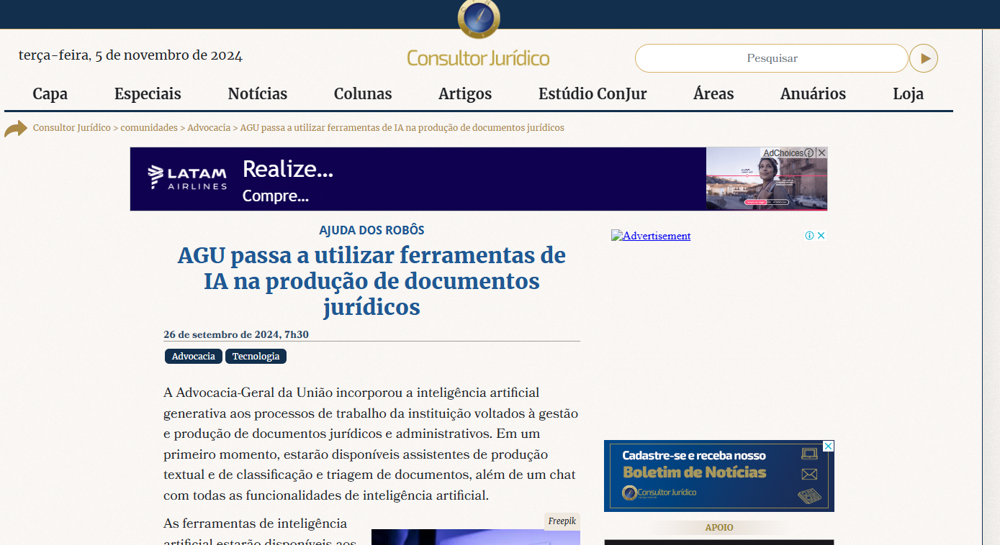 terça-feira, 5 de novembro de 2024
Consultor Jurídico
Pesquisar
Capa
Especiais
Notícias
Colunas
Artigos
Estúdio ConJur
Áreas
Anuários
Loja
Consultor Jurídico > comunidades > Advocacia > AGU passa a utilizar ferramentas de IA na produção de documentos jurídicos
LATAM
AIRLINES
Realize...
Compre...
AdChoices
AJUDA DOS ROBÔS
AGU passa a utilizar ferramentas de
IA na produção de documentos
jurídicos
26 de setembro de 2024, 7h30
Advocacia
Tecnologia
A Advocacia-Geral da União incorporou a inteligência artificial
generativa aos processos de trabalho da instituição voltados à gestão
e produção de documentos jurídicos e administrativos. Em um
primeiro momento, estarão disponíveis assistentes de produção
textual e de classificação e triagem de documentos, além de um chat
com todas as funcionalidades de inteligência artificial.
As ferramentas de inteligência
artificial estarão disponíveis aos
Freepik
Advertisement
Cadastre-se e receba nosso
Boletim de Notícias
Consultor Jurídico
APOIO